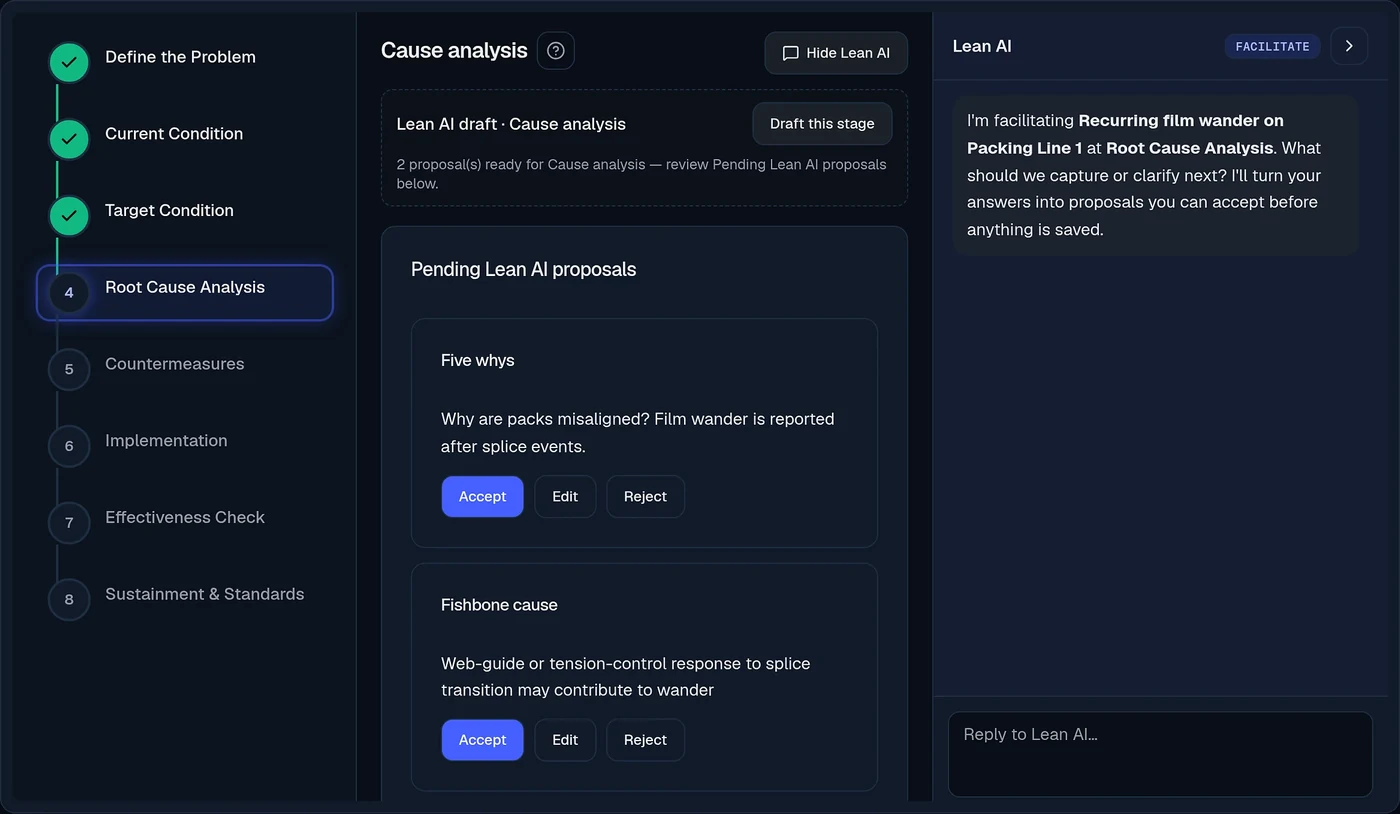 Define the Problem
Current Condition
Target Condition
4
Root Cause Analysis
5
Countermeasures
6
Implementation
7
Effectiveness Check
8
Sustainment & Standards
Cause analysis
Hide Lean AI
Lean AI draft · Cause analysis
Draft this stage
2 proposal(s) ready for Cause analysis — review Pending Lean AI proposals
below.
Pending Lean AI proposals
Five whys
Why are packs misaligned? Film wander is reported
after splice events.
Accept
Edit
Reject
Fishbone cause
Web-guide or tension-control response to splice
transition may contribute to wander
Accept
Edit
Reject
Lean AI
FACILITATE
I'm facilitating Recurring film wander on
Packing Line 1 at Root Cause Analysis. What
should we capture or clarify next? I'll turn your
answers into proposals you can accept before
anything is saved.
Reply to Lean AI...